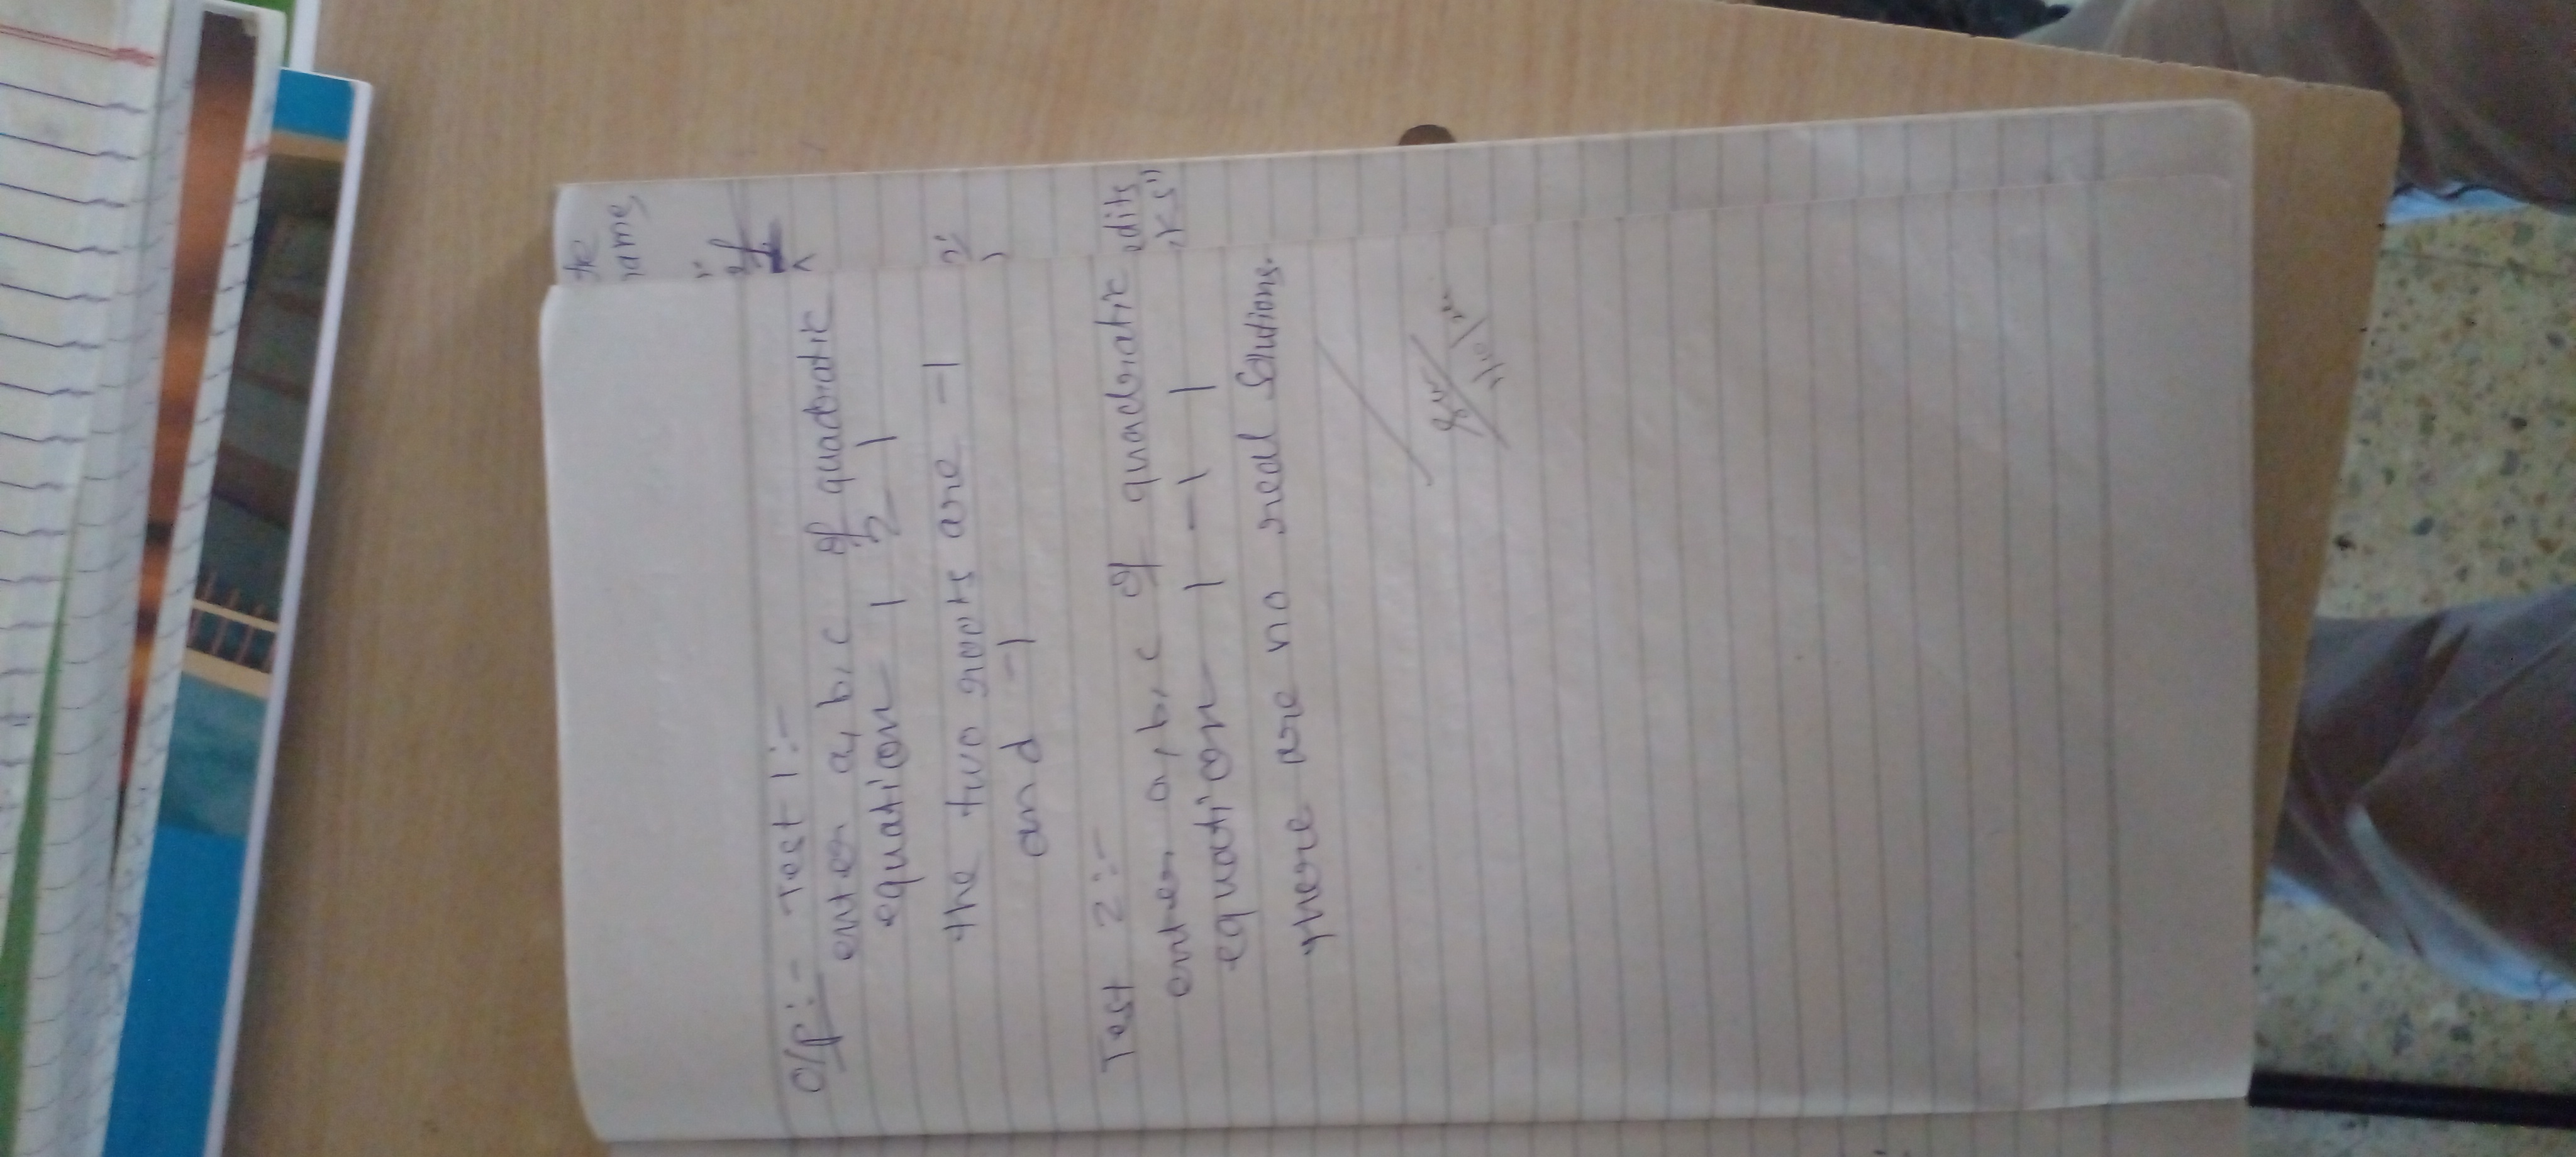 O/P :- Test 1 :-
enter a, b, c of quadratic
equation 1 2 1
the two roots are -1
and -1
Test 2 :-
enter a, b, c of quadratic
equation 1 -1 1
there are no real solutions.
edits